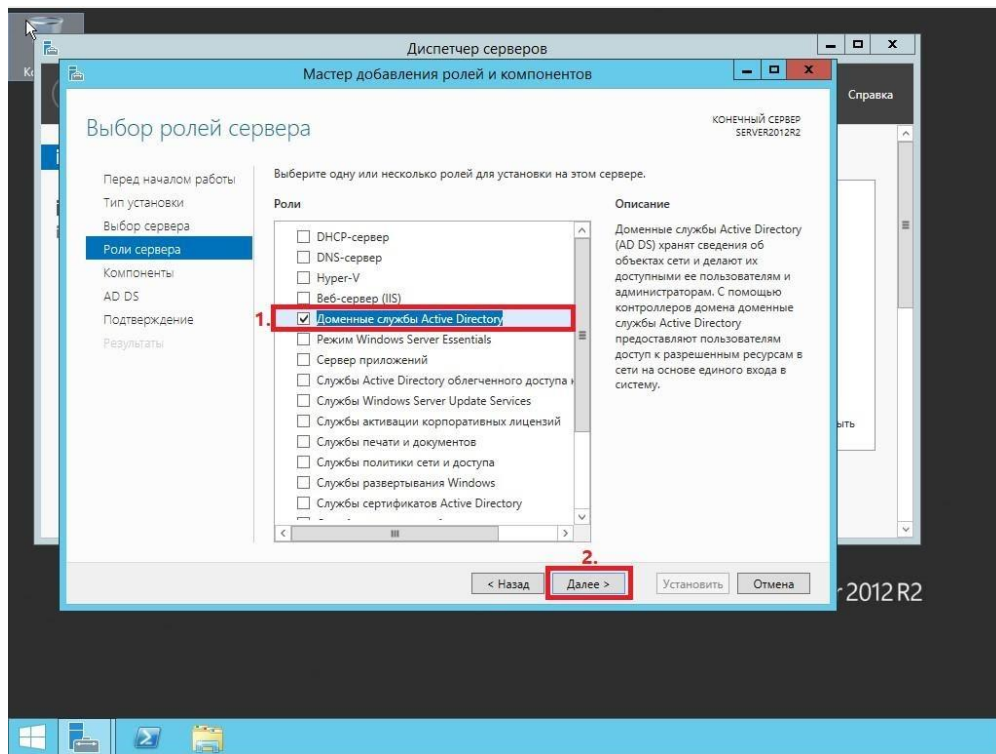 Диспетчер серверов
Мастер добавления ролей и компонентов
Справка
Выбор ролей сервера
КОНЕЧНЫЙ СЕРВЕР
SERVER2012R2
Перед началом работы
Тип установки
Выбор сервера
Роли сервера
Компоненты
AD DS
Подтверждение
Результаты
Выберите одну или несколько ролей для установки на этом сервере.
Роли
DHCP-сервер
DNS-сервер
Hyper-V
Веб-сервер (IIS)
1.
Доменные службы Active Directory
Режим Windows Server Essentials
Сервер приложений
Службы Active Directory облегченного доступа
Службы Windows Server Update Services
Службы активации корпоративных лицензий
Службы печати и документов
Службы политики сети и доступа
Службы развертывания Windows
Службы сертификатов Active Directory
Описание
Доменные службы Active Directory
(AD DS) хранят сведения об
объектах сети и делают их
доступными ее пользователям и
администраторам. С помощью
контроллеров домена доменные
службы Active Directory
предоставляют пользователям
доступ к разрешенным ресурсам в
сети на основе единого входа в
систему.
ыть
2.
< Назад
Далее >
Установить
Отмена
2012 R2